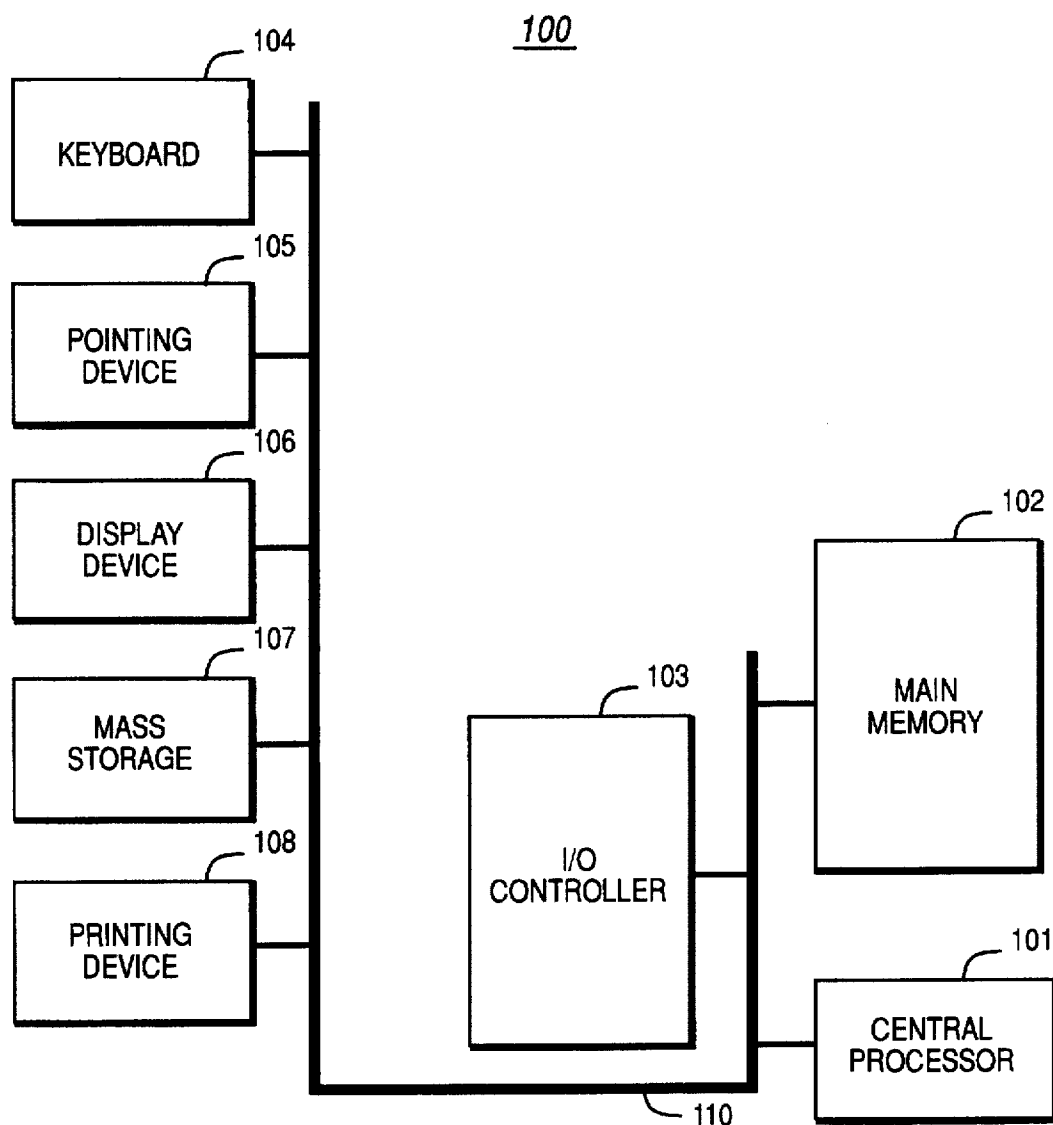 100
104
KEYBOARD
105
POINTING
DEVICE
106
DISPLAY
DEVICE
107
MASS
STORAGE
108
PRINTING
DEVICE
103
I/O
CONTROLLER
102
MAIN
MEMORY
101
CENTRAL
PROCESSOR
110